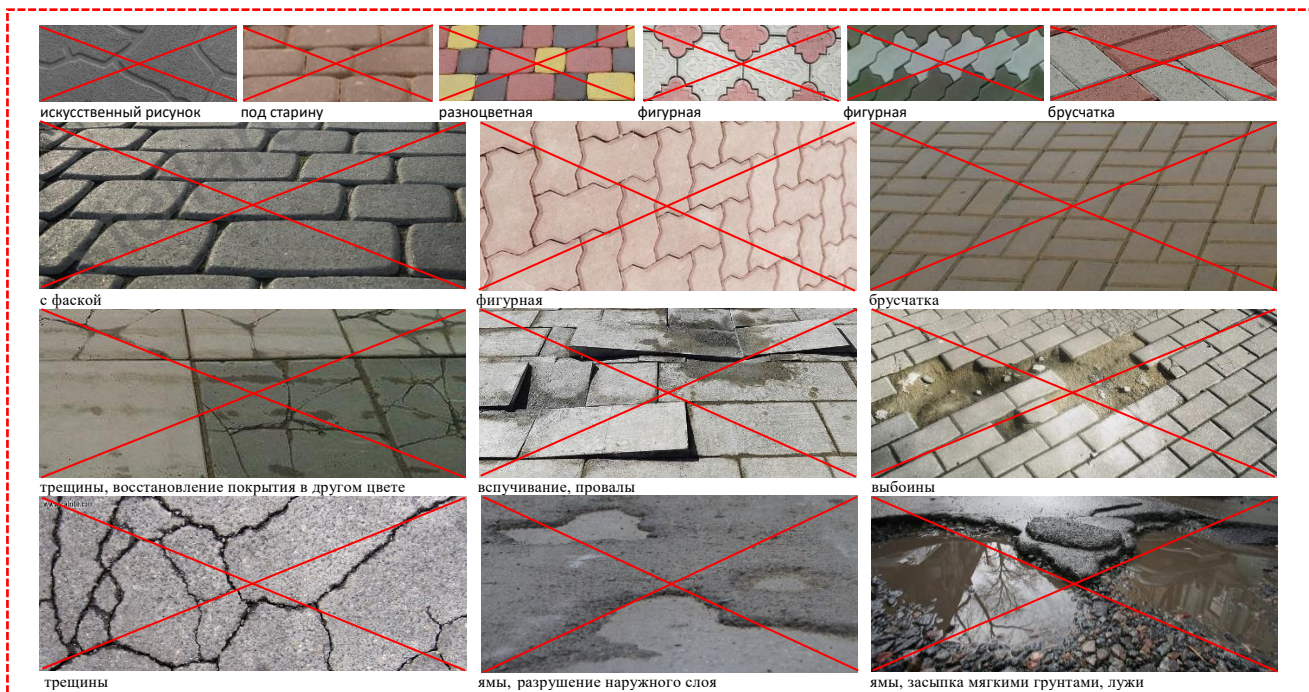 искусственный рисунок
под старину
разноцветная
фигурная
фигурная
брусчатка
с фаской
фигурная
брусчатка
трещины, восстановление покрытия в другом цвете
вспучивание, провалы
выбоины
трещины
ямы, разрушение наружного слоя
ямы, засыпка мягкими грунтами, лужи